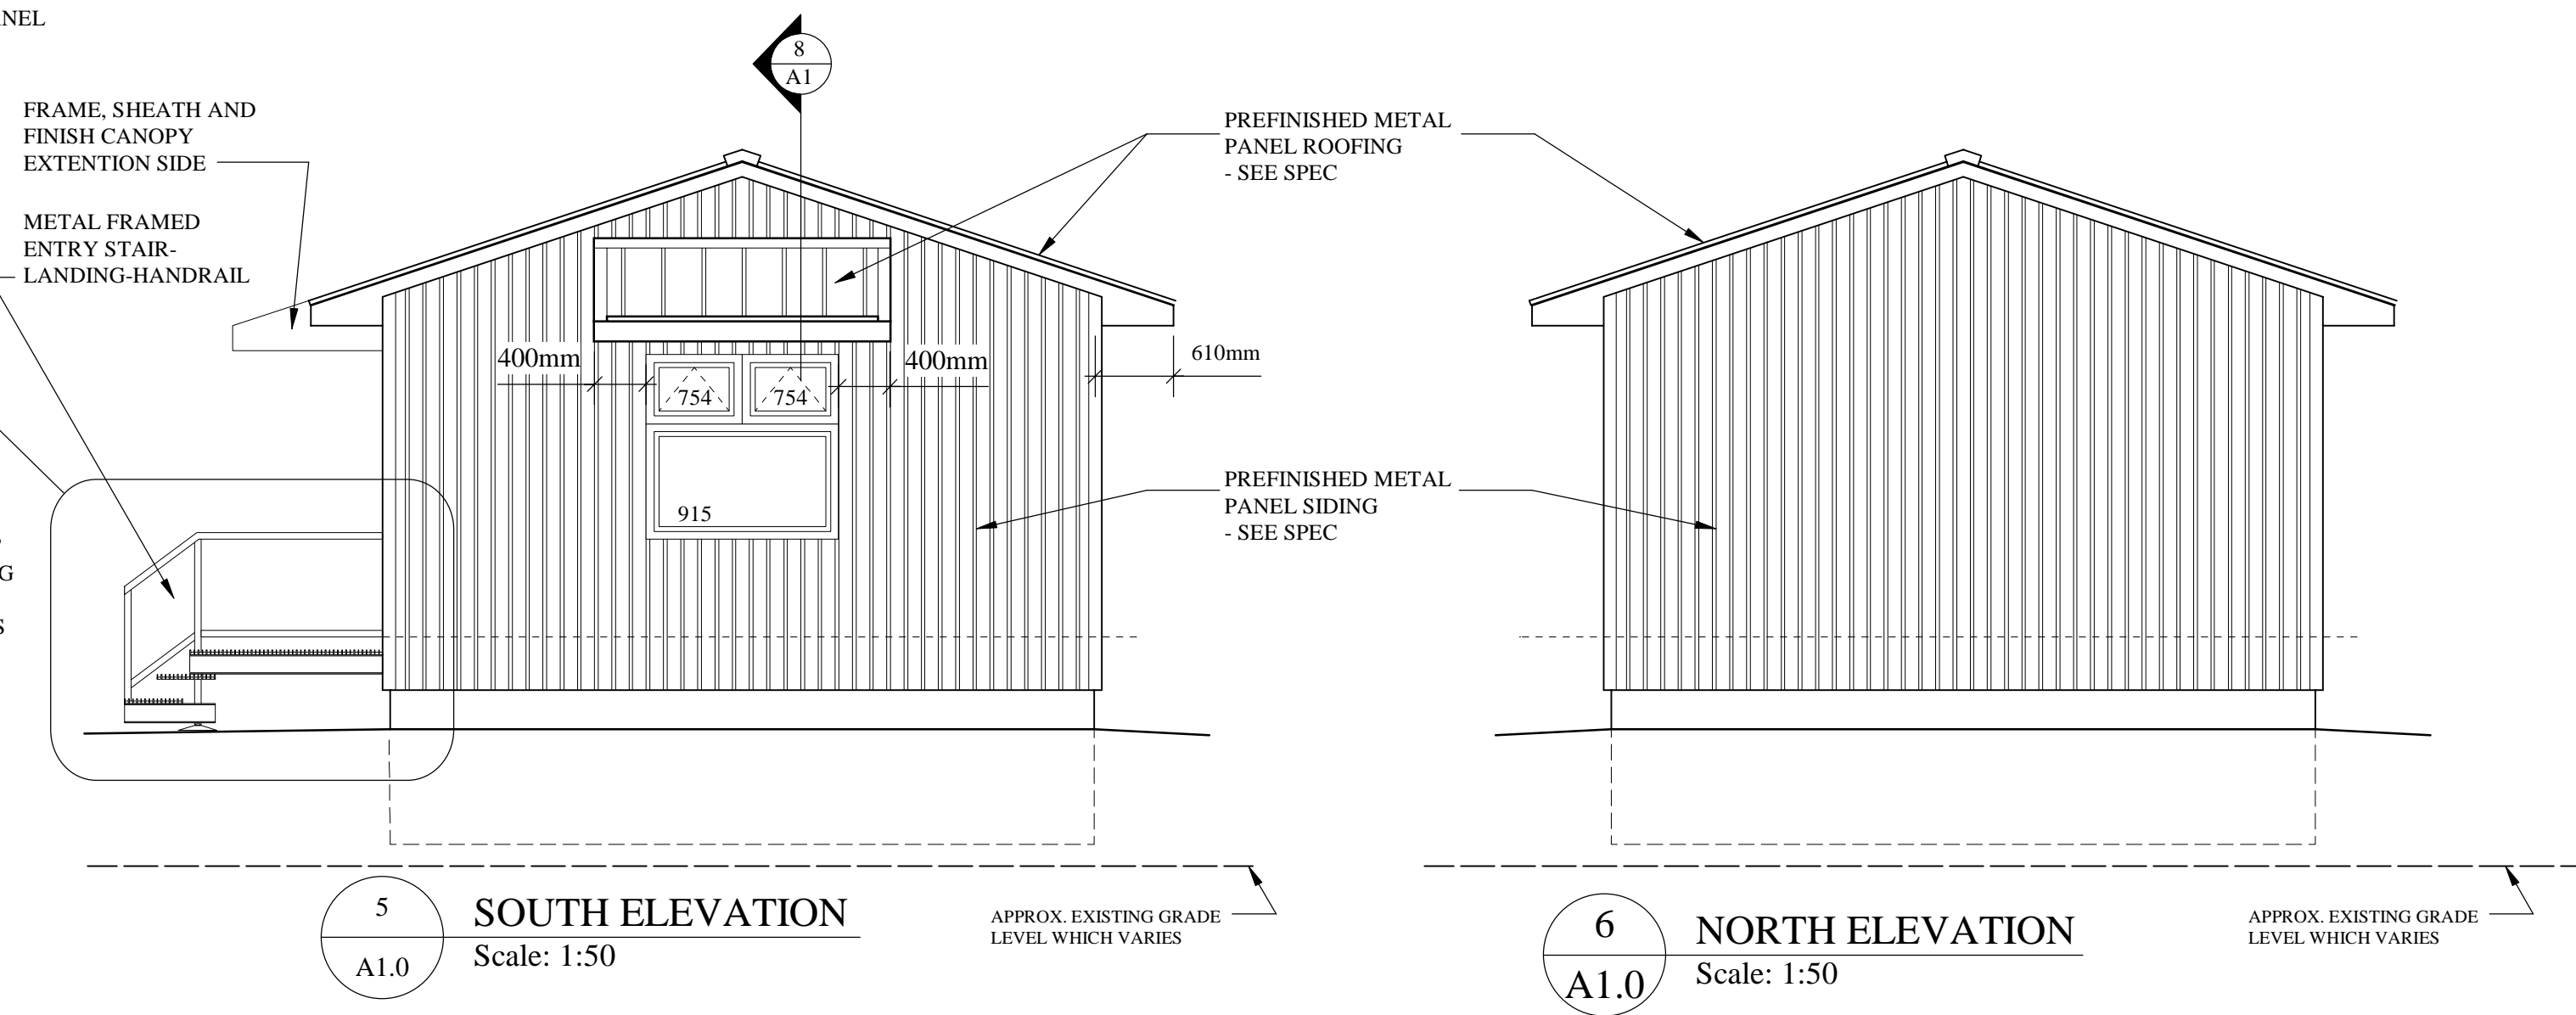 NEL
FRAME, SHEATH AND
FINISH CANOPY
EXTENTION SIDE
METAL FRAMED
ENTRY STAIR-
LANDING-HANDRAIL
G
S
8
A1
PREFINISHED METAL
PANEL ROOFING
- SEE SPEC
400mm
400mm
610mm
754
754
915
PREFINISHED METAL
PANEL SIDING
- SEE SPEC
5
A1.0
SOUTH ELEVATION
Scale: 1:50
APPROX. EXISTING GRADE
LEVEL WHICH VARIES
6
A1.0
NORTH ELEVATION
Scale: 1:50
APPROX. EXISTING GRADE
LEVEL WHICH VARIES